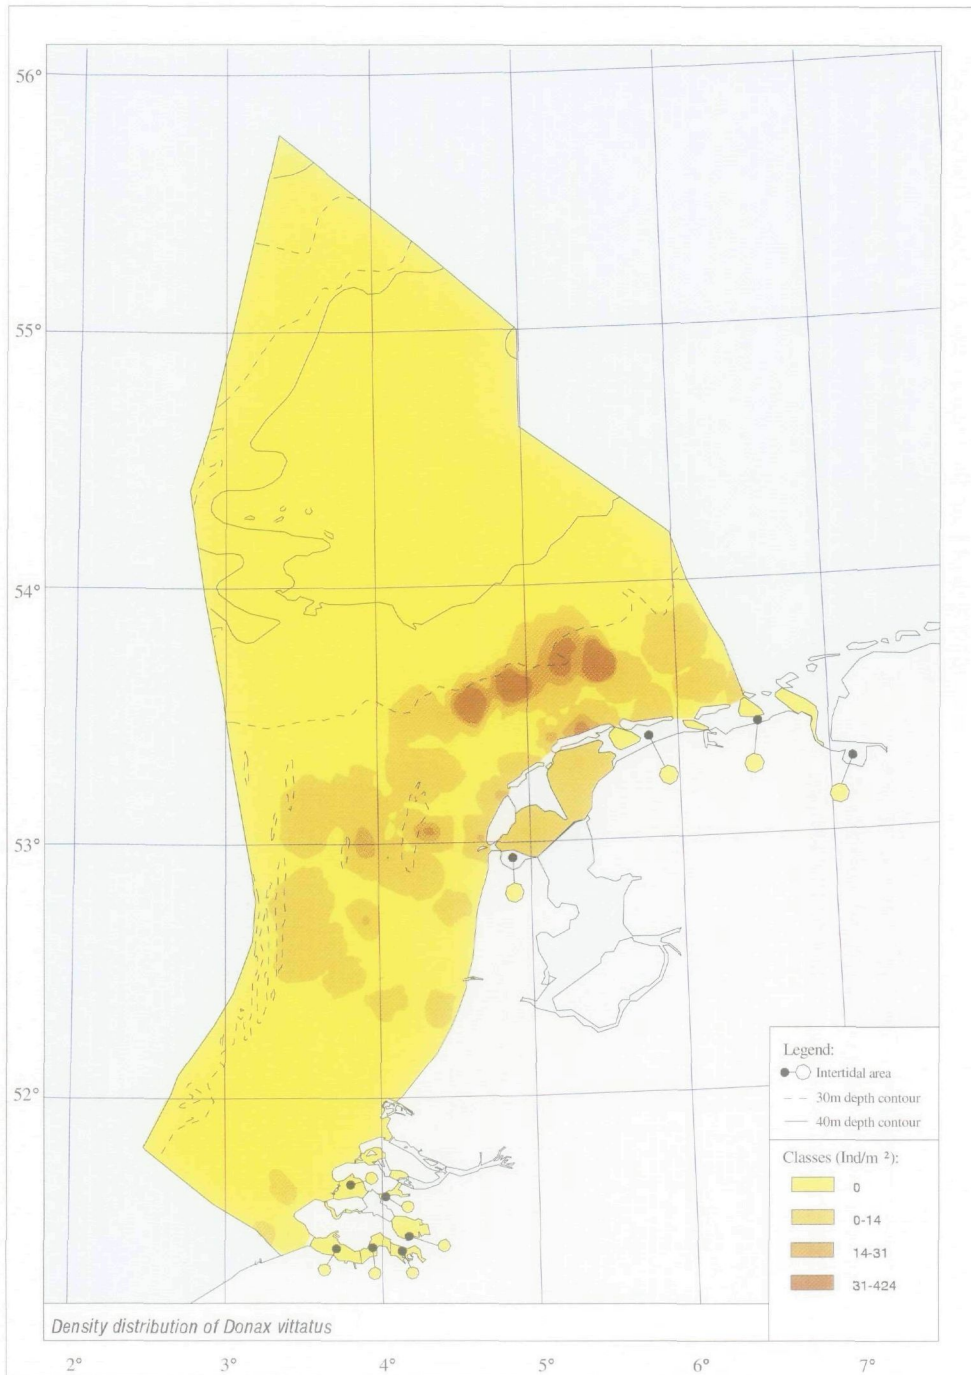 56°
55°
54°
53°
52°
Legend:
Intertidal area
30m depth contour
40m depth contour
Classes (Ind/m ²):
0
0-14
14-31
31-424
Density distribution of Donax vittatus
2°
3°
4°
5°
6°
7°